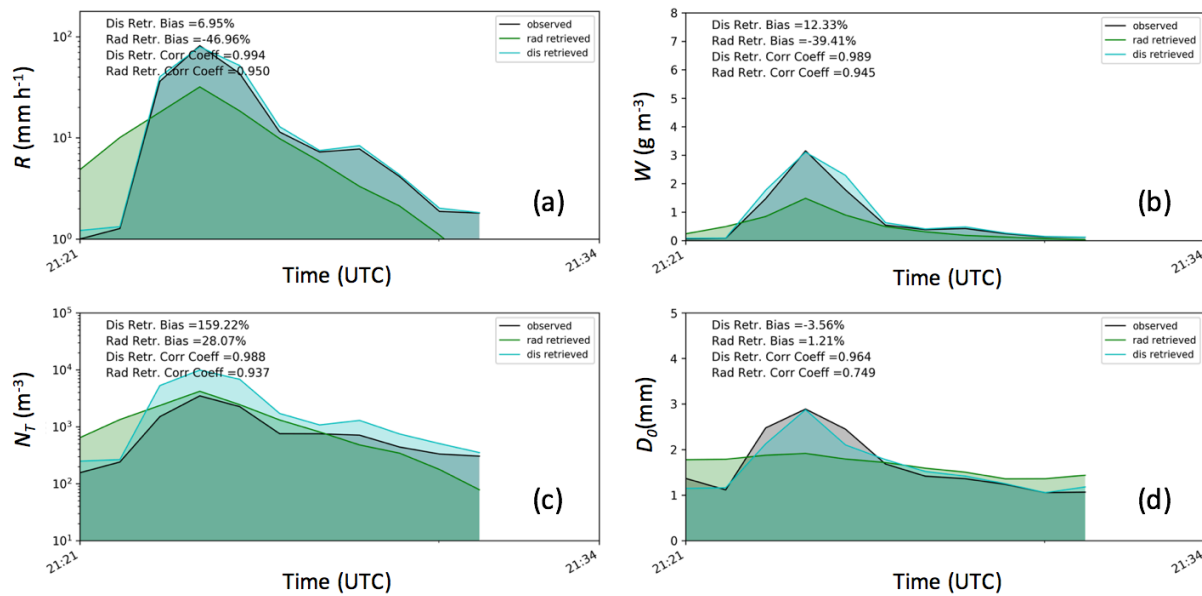 Dis Retr. Bias =6.95%
Rad Retr. Bias=-46.96%
Dis Retr. Corr Coeff =0.994
Rad Retr. Corr Coeff =0.950
observed
rad retrieved
dis retrieved
10²
10¹
10⁰
R (mm h⁻¹)
(a)
21:21
21:34
Time (UTC)
Dis Retr. Bias =12.33%
Rad Retr. Bias =-39.41%
Dis Retr. Corr Coeff =0.989
Rad Retr. Corr Coeff =0.945
observed
rad retrieved
dis retrieved
8
7
6
5
4
3
2
1
0
W (g m⁻³)
(b)
21:21
21:34
Time (UTC)
Dis Retr. Bias =159.22%
Rad Retr. Bias =28.07%
Dis Retr. Corr Coeff =0.988
Rad Retr. Corr Coeff =0.937
observed
rad retrieved
dis retrieved
10⁵
10⁴
10³
10²
10¹
N_T (m⁻³)
(c)
21:21
21:34
Time (UTC)
Dis Retr. Bias =-3.56%
Rad Retr. Bias =1.21%
Dis Retr. Corr Coeff =0.964
Rad Retr. Corr Coeff =0.749
observed
rad retrieved
dis retrieved
5
4
3
2
1
0
D₀(mm)
(d)
21:21
21:34
Time (UTC)